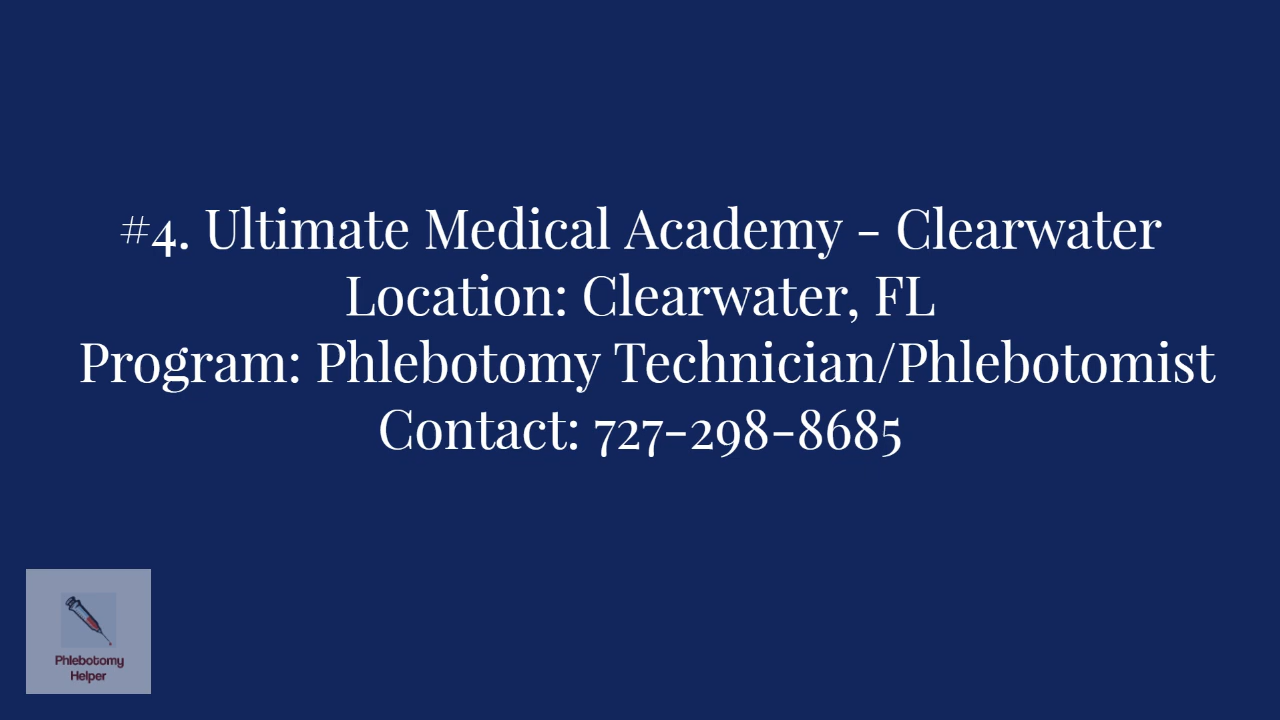 #4. Ultimate Medical Academy - Clearwater
Location: Clearwater, FL
Program: Phlebotomy Technician/Phlebotomist
Contact: 727-298-8685
Phlebotomy
Helper